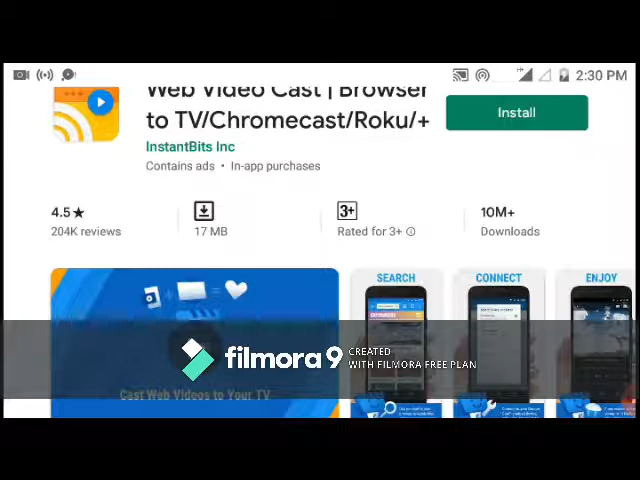 2:30 PM
Web Video Cast | Browser
to TV/Chromecast/Roku/+
Install
InstantBits Inc
Contains ads • In-app purchases
4.5★
204K reviews
17 MB
3+
Rated for 3+
10M+
Downloads
SEARCH
CONNECT
ENJOY
filmora9
CREATED
WITH FILMORA FREE PLAN
Cast Web Videos to Your TV